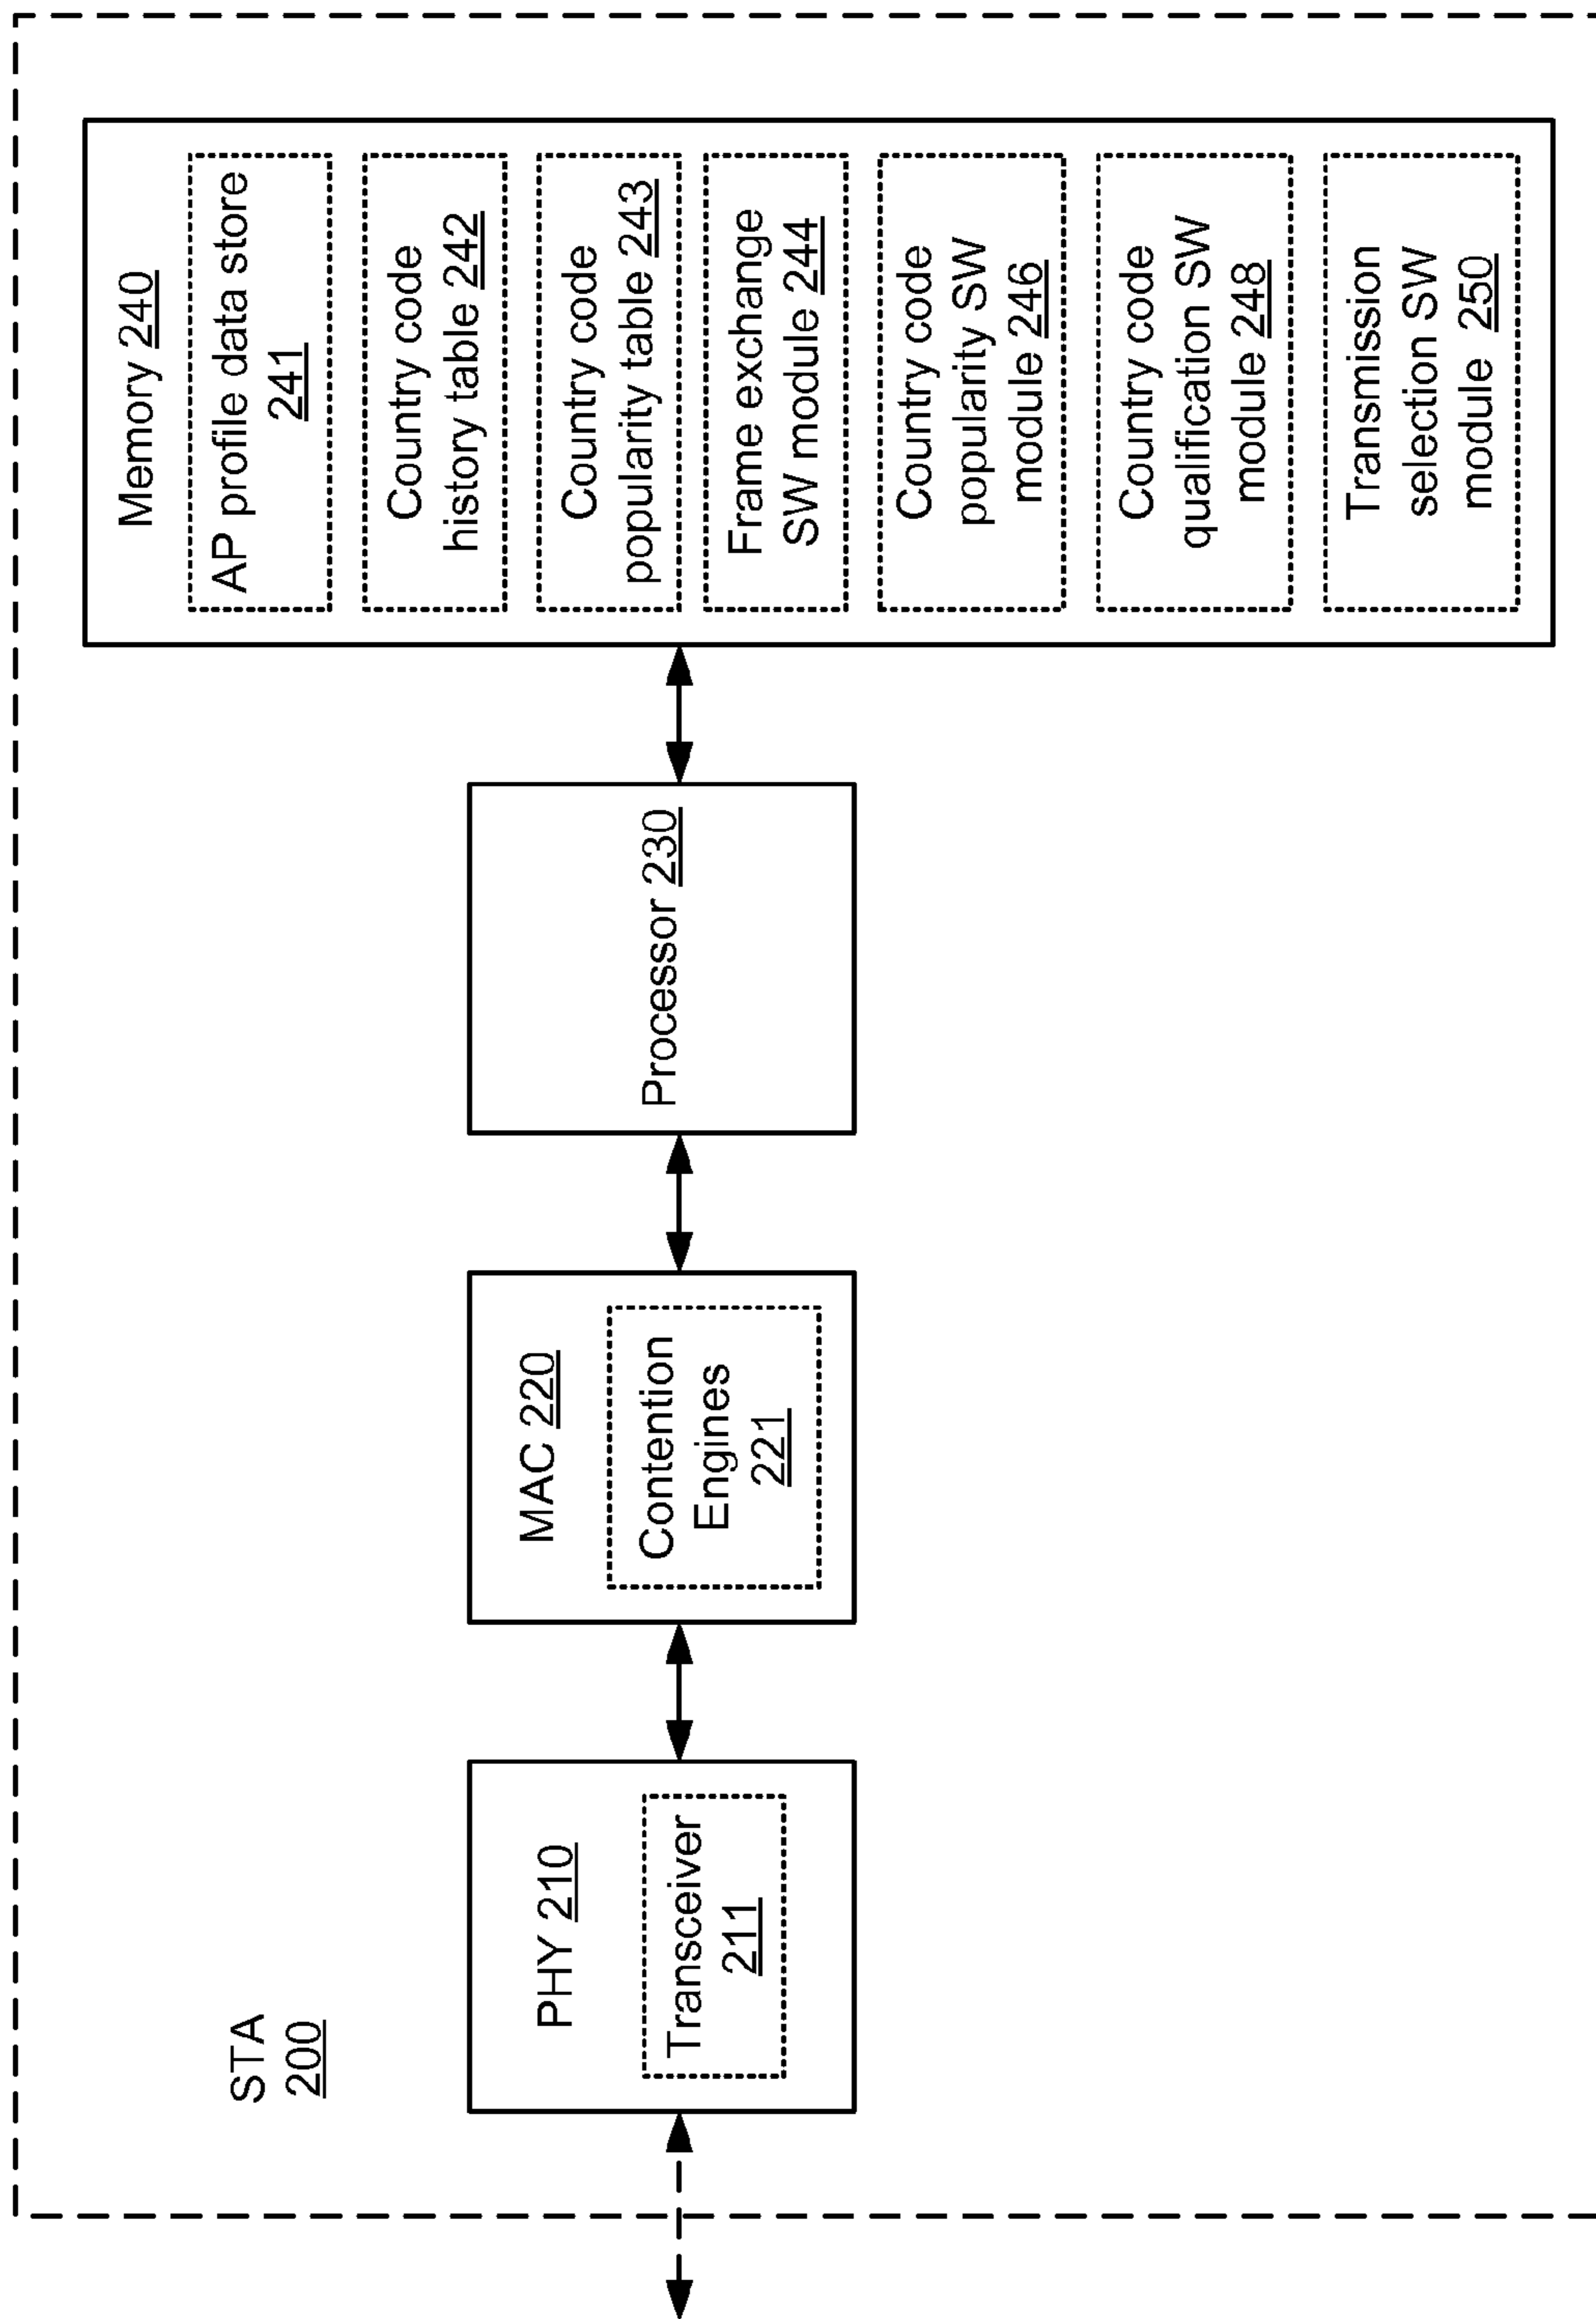 STA
200
PHY 210
Transceiver
211
MAC 220
Contention
Engines
221
Processor 230
Memory 240
AP profile data store
241
Country code
history table 242
Country code
popularity table 243
Frame exchange
SW module 244
Country code
popularity SW
module 246
Country code
qualification SW
module 248
Transmission
selection SW
module 250